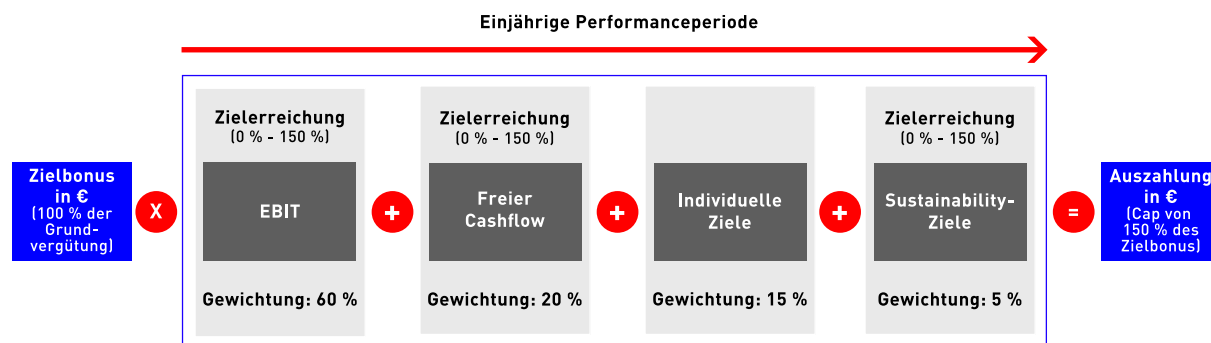 Einjährige Performanceperiode
Zielbonus
in €
(100 % der
Grund-
vergütung)
X
Zielerreichung
(0 % - 150 %)
EBIT
Gewichtung: 60 %
+
Zielerreichung
(0 % - 150 %)
Freier
Cashflow
Gewichtung: 20 %
+
Individuelle
Ziele
Gewichtung: 15 %
+
Zielerreichung
(0 % - 150 %)
Sustainability-
Ziele
Gewichtung: 5 %
=
Auszahlung
in €
(Cap von
150 % des
Zielbonus)